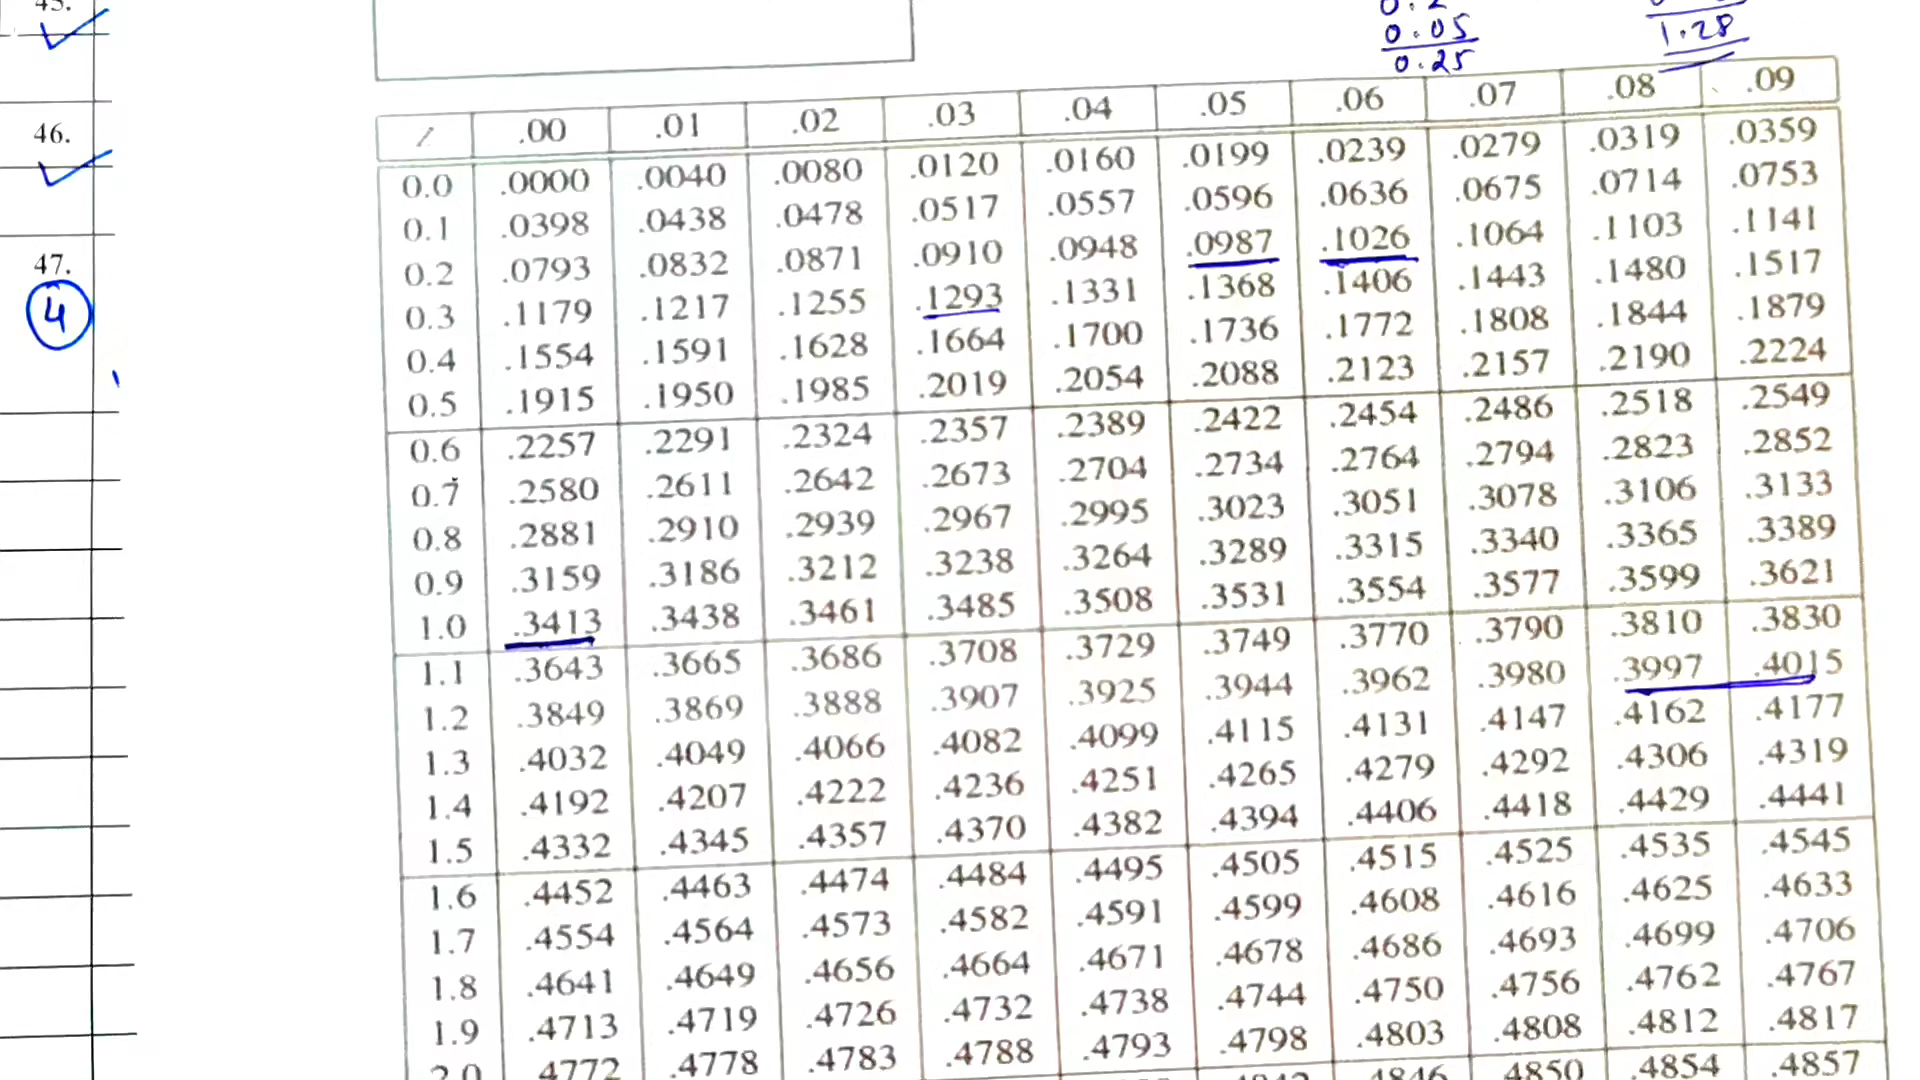 45.
46.
47.
4
0.05
0.25
1.28
z .00 .01 .02 .03 .04 .05 .06 .07 .08 .09
0.0 .0000 .0040 .0080 .0120 .0160 .0199 .0239 .0279 .0319 .0359
0.1 .0398 .0438 .0478 .0517 .0557 .0596 .0636 .0675 .0714 .0753
0.2 .0793 .0832 .0871 .0910 .0948 .0987 .1026 .1064 .1103 .1141
0.3 .1179 .1217 .1255 .1293 .1331 .1368 .1406 .1443 .1480 .1517
0.4 .1554 .1591 .1628 .1664 .1700 .1736 .1772 .1808 .1844 .1879
0.5 .1915 .1950 .1985 .2019 .2054 .2088 .2123 .2157 .2190 .2224
0.6 .2257 .2291 .2324 .2357 .2389 .2422 .2454 .2486 .2518 .2549
0.7 .2580 .2611 .2642 .2673 .2704 .2734 .2764 .2794 .2823 .2852
0.8 .2881 .2910 .2939 .2967 .2995 .3023 .3051 .3078 .3106 .3133
0.9 .3159 .3186 .3212 .3238 .3264 .3289 .3315 .3340 .3365 .3389
1.0 .3413 .3438 .3461 .3485 .3508 .3531 .3554 .3577 .3599 .3621
1.1 .3643 .3665 .3686 .3708 .3729 .3749 .3770 .3790 .3810 .3830
1.2 .3849 .3869 .3888 .3907 .3925 .3944 .3962 .3980 .3997 .4015
1.3 .4032 .4049 .4066 .4082 .4099 .4115 .4131 .4147 .4162 .4177
1.4 .4192 .4207 .4222 .4236 .4251 .4265 .4279 .4292 .4306 .4319
1.5 .4332 .4345 .4357 .4370 .4382 .4394 .4406 .4418 .4429 .4441
1.6 .4452 .4463 .4474 .4484 .4495 .4505 .4515 .4525 .4535 .4545
1.7 .4554 .4564 .4573 .4582 .4591 .4599 .4608 .4616 .4625 .4633
1.8 .4641 .4649 .4656 .4664 .4671 .4678 .4686 .4693 .4699 .4706
1.9 .4713 .4719 .4726 .4732 .4738 .4744 .4750 .4756 .4762 .4767
2.0 .4772 .4778 .4783 .4788 .4793 .4798 .4803 .4808 .4812 .4817
.4846 .4850 .4854 .4857